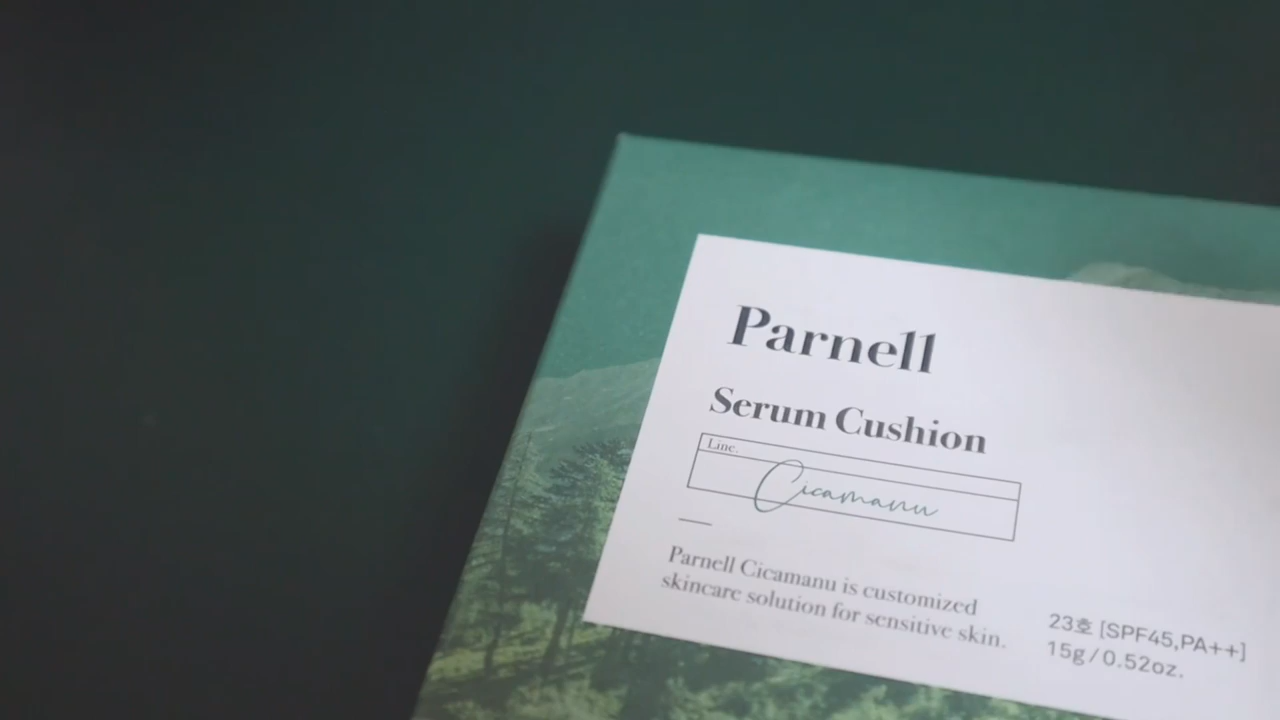 Parnell
Serum Cushion
Line.
Cicamanu
Parnell Cicamanu is customized
skincare solution for sensitive skin.
23호 [SPF45,PA++]
15g/0.52oz.